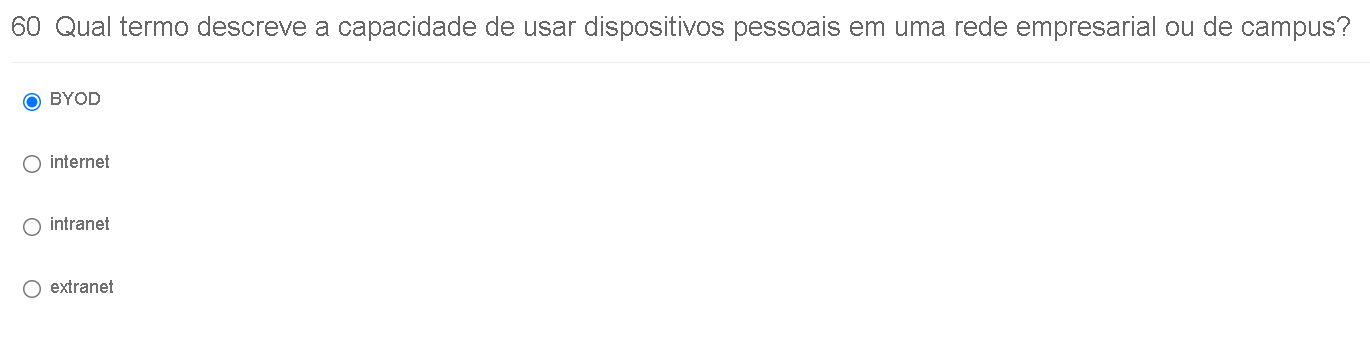 60 Qual termo descreve a capacidade de usar dispositivos pessoais em uma rede empresarial ou de campus?
BYOD
internet
intranet
extranet